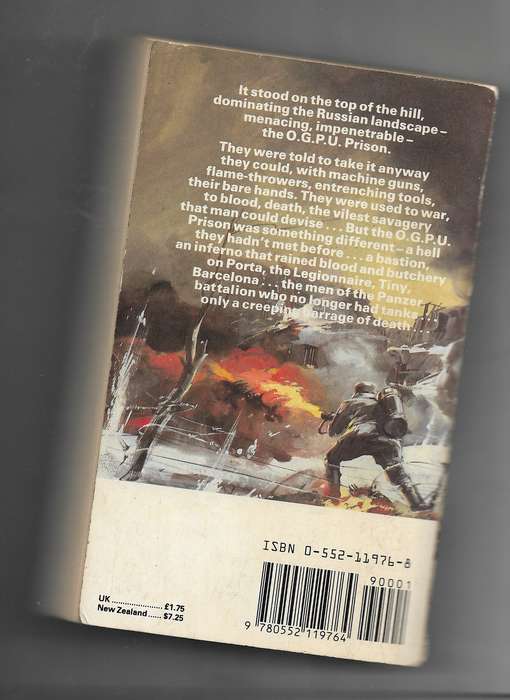 It stood on the top of the hill,
dominating the Russian landscape –
menacing, impenetrable –
the O.G.P.U. Prison.
They were told to take it anyway
they could, with machine guns,
flame-throwers, entrenching tools,
their bare hands. They were used to war,
to blood, death, the vilest savagery
that man could devise . . . But the O.G.P.U.
Prison was something different – a hell
they hadn't met before . . . a bastion,
an inferno that rained blood and butchery
on Porta, the Legionnaire, Tiny,
Barcelona . . . the men of the Panzer
battalion who no longer had tanks –
only a creeping barrage of death . . .
ISBN 0-552-11976-8
90001
9 780552 119764
UK ...................... £1.75
New Zealand ...... $7.25